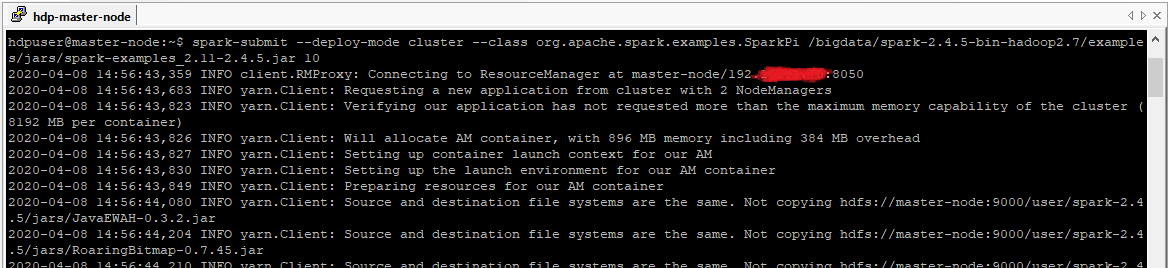 hdp-master-node
hdpuser@master-node:~$ spark-submit --deploy-mode cluster --class org.apache.spark.examples.SparkPi /bigdata/spark-2.4.5-bin-hadoop2.7/example
s/jars/spark-examples_2.11-2.4.5.jar 10
2020-04-08 14:56:43,359 INFO client.RMProxy: Connecting to ResourceManager at master-node/192. :8050
2020-04-08 14:56:43,683 INFO yarn.Client: Requesting a new application from cluster with 2 NodeManagers
2020-04-08 14:56:43,823 INFO yarn.Client: Verifying our application has not requested more than the maximum memory capability of the cluster (
8192 MB per container)
2020-04-08 14:56:43,826 INFO yarn.Client: Will allocate AM container, with 896 MB memory including 384 MB overhead
2020-04-08 14:56:43,827 INFO yarn.Client: Setting up container launch context for our AM
2020-04-08 14:56:43,830 INFO yarn.Client: Setting up the launch environment for our AM container
2020-04-08 14:56:43,849 INFO yarn.Client: Preparing resources for our AM container
2020-04-08 14:56:44,080 INFO yarn.Client: Source and destination file systems are the same. Not copying hdfs://master-node:9000/user/spark-2.4
.5/jars/JavaEWAH-0.3.2.jar
2020-04-08 14:56:44,204 INFO yarn.Client: Source and destination file systems are the same. Not copying hdfs://master-node:9000/user/spark-2.4
.5/jars/RoaringBitmap-0.7.45.jar
2020-04-08 14:56:44,210 INFO yarn.Client: Source and destination file systems are the same. Not copying hdfs://master-node:9000/user/spark-2.4